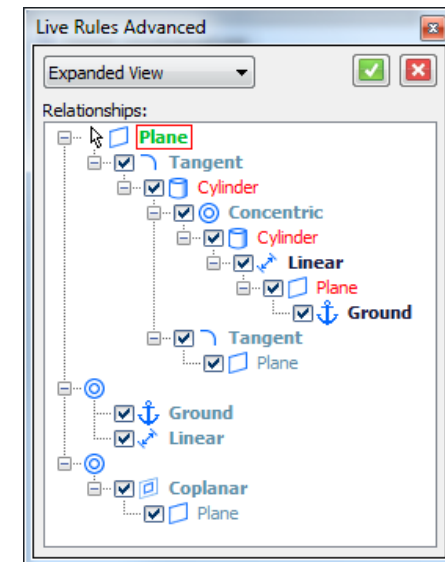 Live Rules Advanced
Expanded View
Relationships:
Plane
Tangent
Cylinder
Concentric
Cylinder
Linear
Plane
Ground
Tangent
Plane
Ground
Linear
Coplanar
Plane